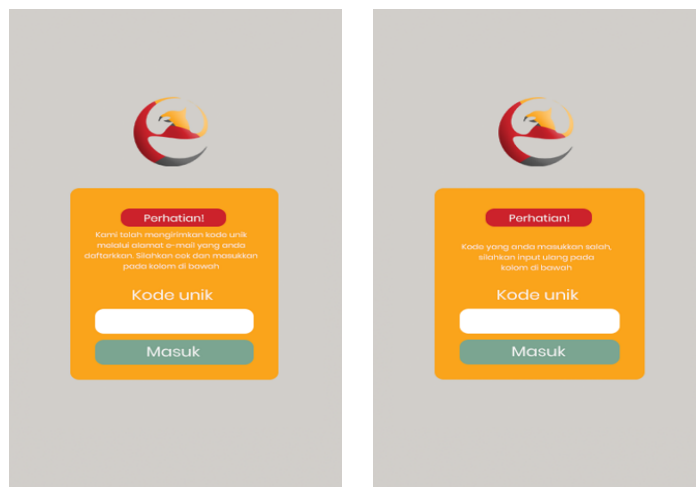 Perhatian!
Kami telah mengirimkan kode unik
melalui alamat e-mail yang anda
daftarkan. Silahkan cek dan masukkan
pada kolom di bawah
Kode unik
Masuk
Perhatian!
Kode yang anda masukkan salah,
silahkan input ulang pada
kolom di bawah
Kode unik
Masuk